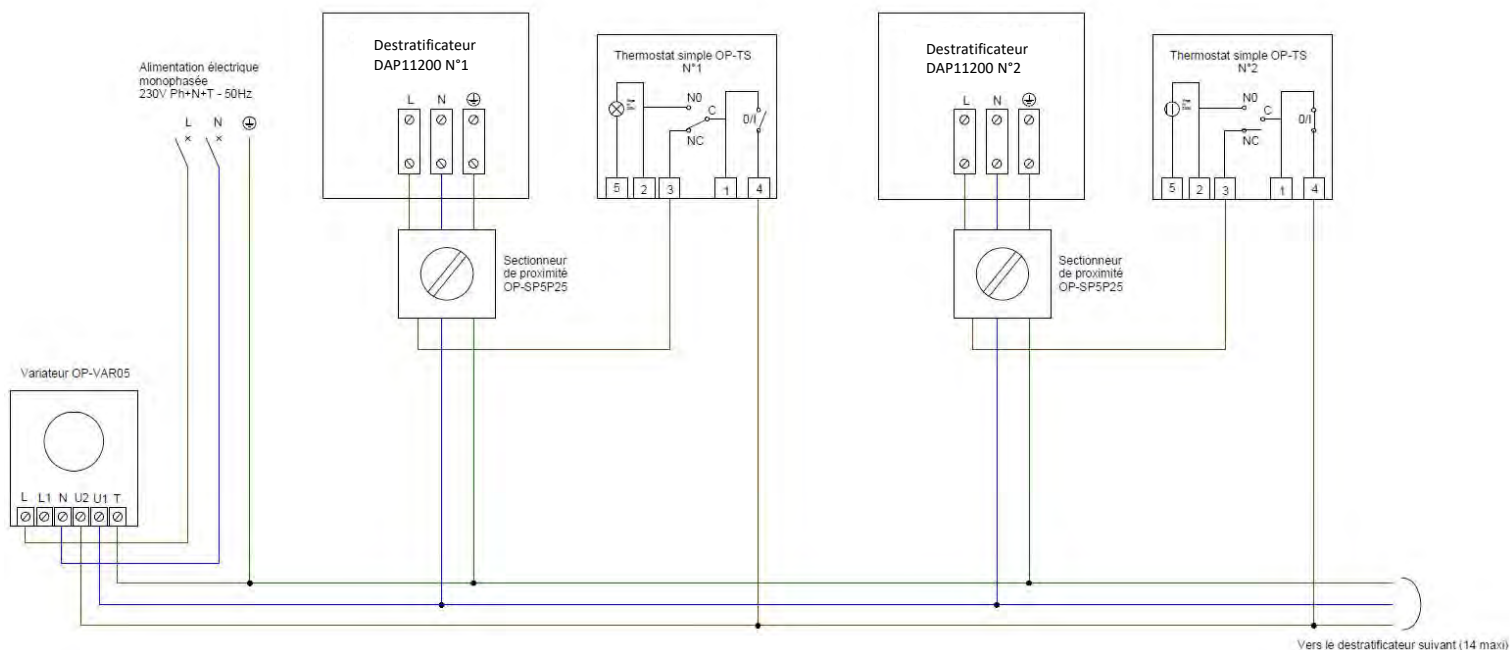 Alimentation électrique
monophasée
230V Ph+N+T - 50Hz
L N
Destratificateur
DAP11200 N°1
L N
Thermostat simple OP-TS
N°1
N0
C
NC
0/I
5 2 3 1 4
Sectionneur
de proximité
OP-SP5P25
Destratificateur
DAP11200 N°2
L N
Thermostat simple OP-TS
N°2
N0
C
NC
0/I
5 2 3 1 4
Sectionneur
de proximité
OP-SP5P25
Variateur OP-VAR05
L L1 N U2 U1 T
Vers le destratificateur suivant (14 maxi)